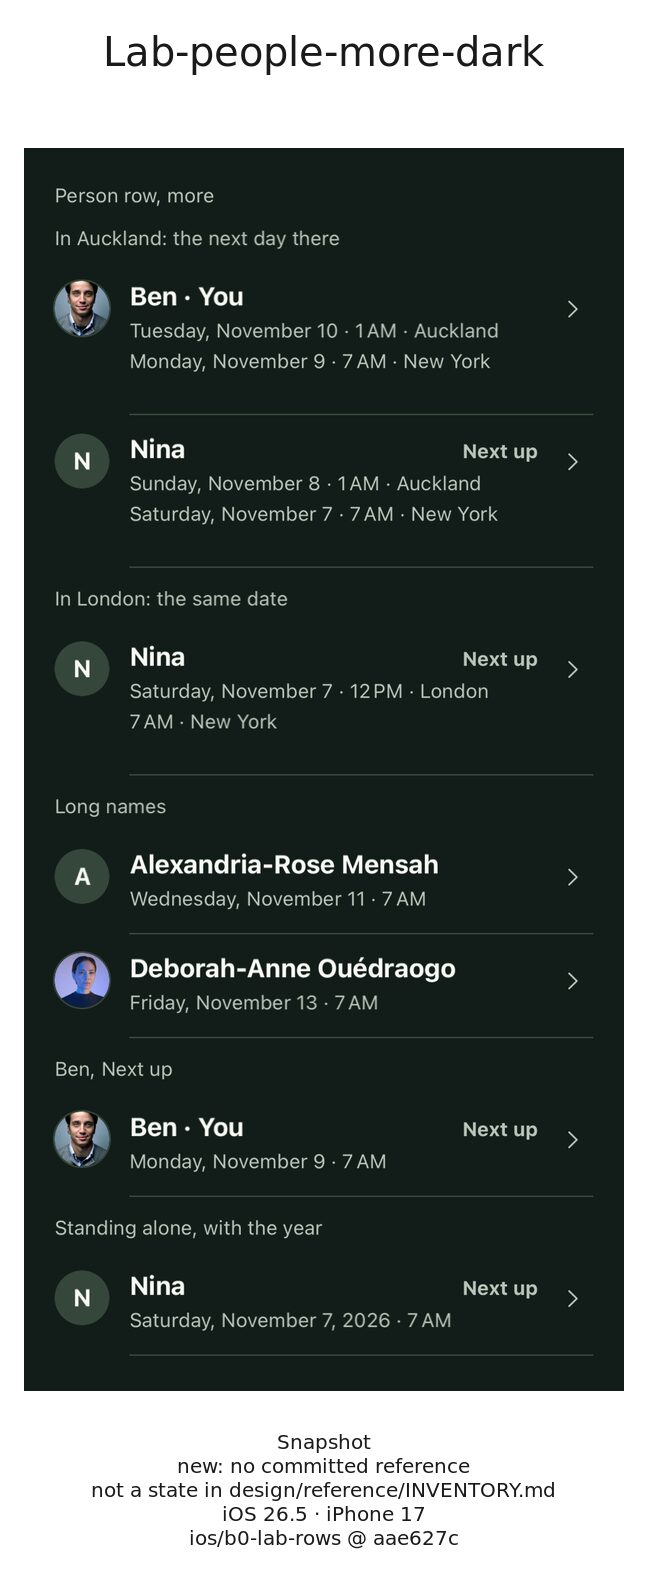 Lab-people-more-dark
Person row, more
In Auckland: the next day there
Ben · You
Tuesday, November 10 · 1 AM · Auckland
Monday, November 9 · 7 AM · New York
N
Nina
Next up
Sunday, November 8 · 1 AM · Auckland
Saturday, November 7 · 7 AM · New York
In London: the same date
N
Nina
Next up
Saturday, November 7 · 12 PM · London
7 AM · New York
Long names
A
Alexandria-Rose Mensah
Wednesday, November 11 · 7 AM
Deborah-Anne Ouédraogo
Friday, November 13 · 7 AM
Ben, Next up
Ben · You
Next up
Monday, November 9 · 7 AM
Standing alone, with the year
N
Nina
Next up
Saturday, November 7, 2026 · 7 AM
Snapshot
new: no committed reference
not a state in design/reference/INVENTORY.md
iOS 26.5 · iPhone 17
ios/b0-lab-rows @ aae627c